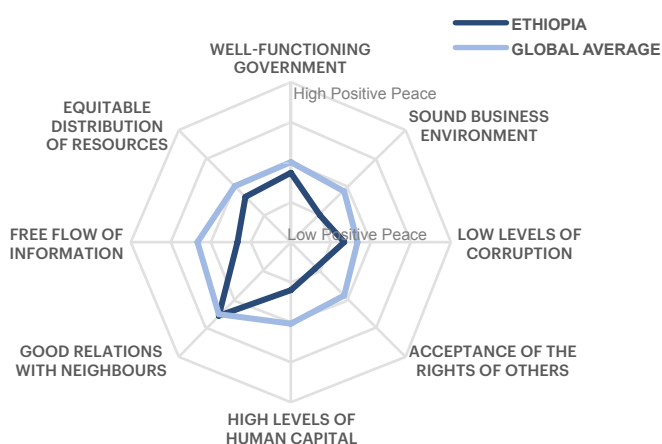 ETHIOPIA
GLOBAL AVERAGE
WELL-FUNCTIONING
GOVERNMENT
High Positive Peace
EQUITABLE
DISTRIBUTION
OF RESOURCES
SOUND BUSINESS
ENVIRONMENT
FREE FLOW OF
INFORMATION
Low Positive Peace
LOW LEVELS OF
CORRUPTION
GOOD RELATIONS
WITH NEIGHBOURS
ACCEPTANCE OF THE
RIGHTS OF OTHERS
HIGH LEVELS OF
HUMAN CAPITAL